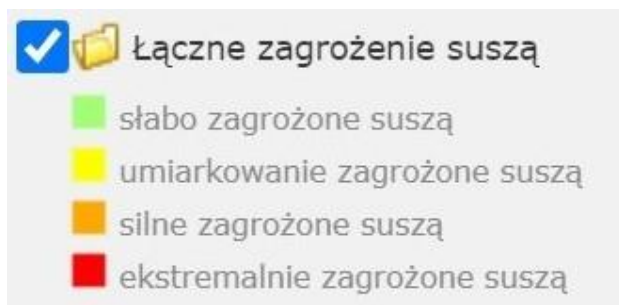 Łączne zagrożenie suszą
słabo zagrożone suszą
umiarkowanie zagrożone suszą
silne zagrożone suszą
ekstremalnie zagrożone suszą